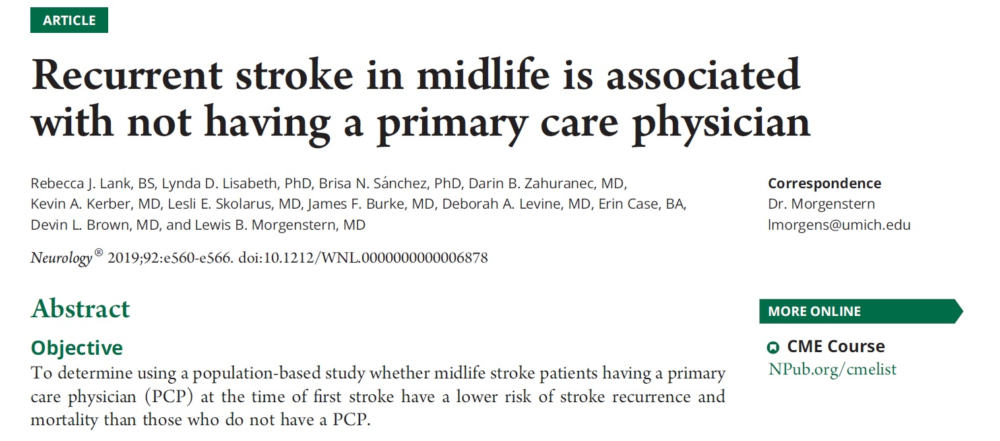 ARTICLE
Recurrent stroke in midlife is associated
with not having a primary care physician
Rebecca J. Lank, BS, Lynda D. Lisabeth, PhD, Brisa N. Sánchez, PhD, Darin B. Zahuranec, MD,
Kevin A. Kerber, MD, Lesli E. Skolarus, MD, James F. Burke, MD, Deborah A. Levine, MD, Erin Case, BA,
Devin L. Brown, MD, and Lewis B. Morgenstern, MD
Correspondence
Dr. Morgenstern
lmorgens@umich.edu
Neurology® 2019;92:e560-e566. doi:10.1212/WNL.0000000000006878
Abstract
Objective
To determine using a population-based study whether midlife stroke patients having a primary
care physician (PCP) at the time of first stroke have a lower risk of stroke recurrence and
mortality than those who do not have a PCP.
MORE ONLINE
CME Course
NPub.org/cmelist